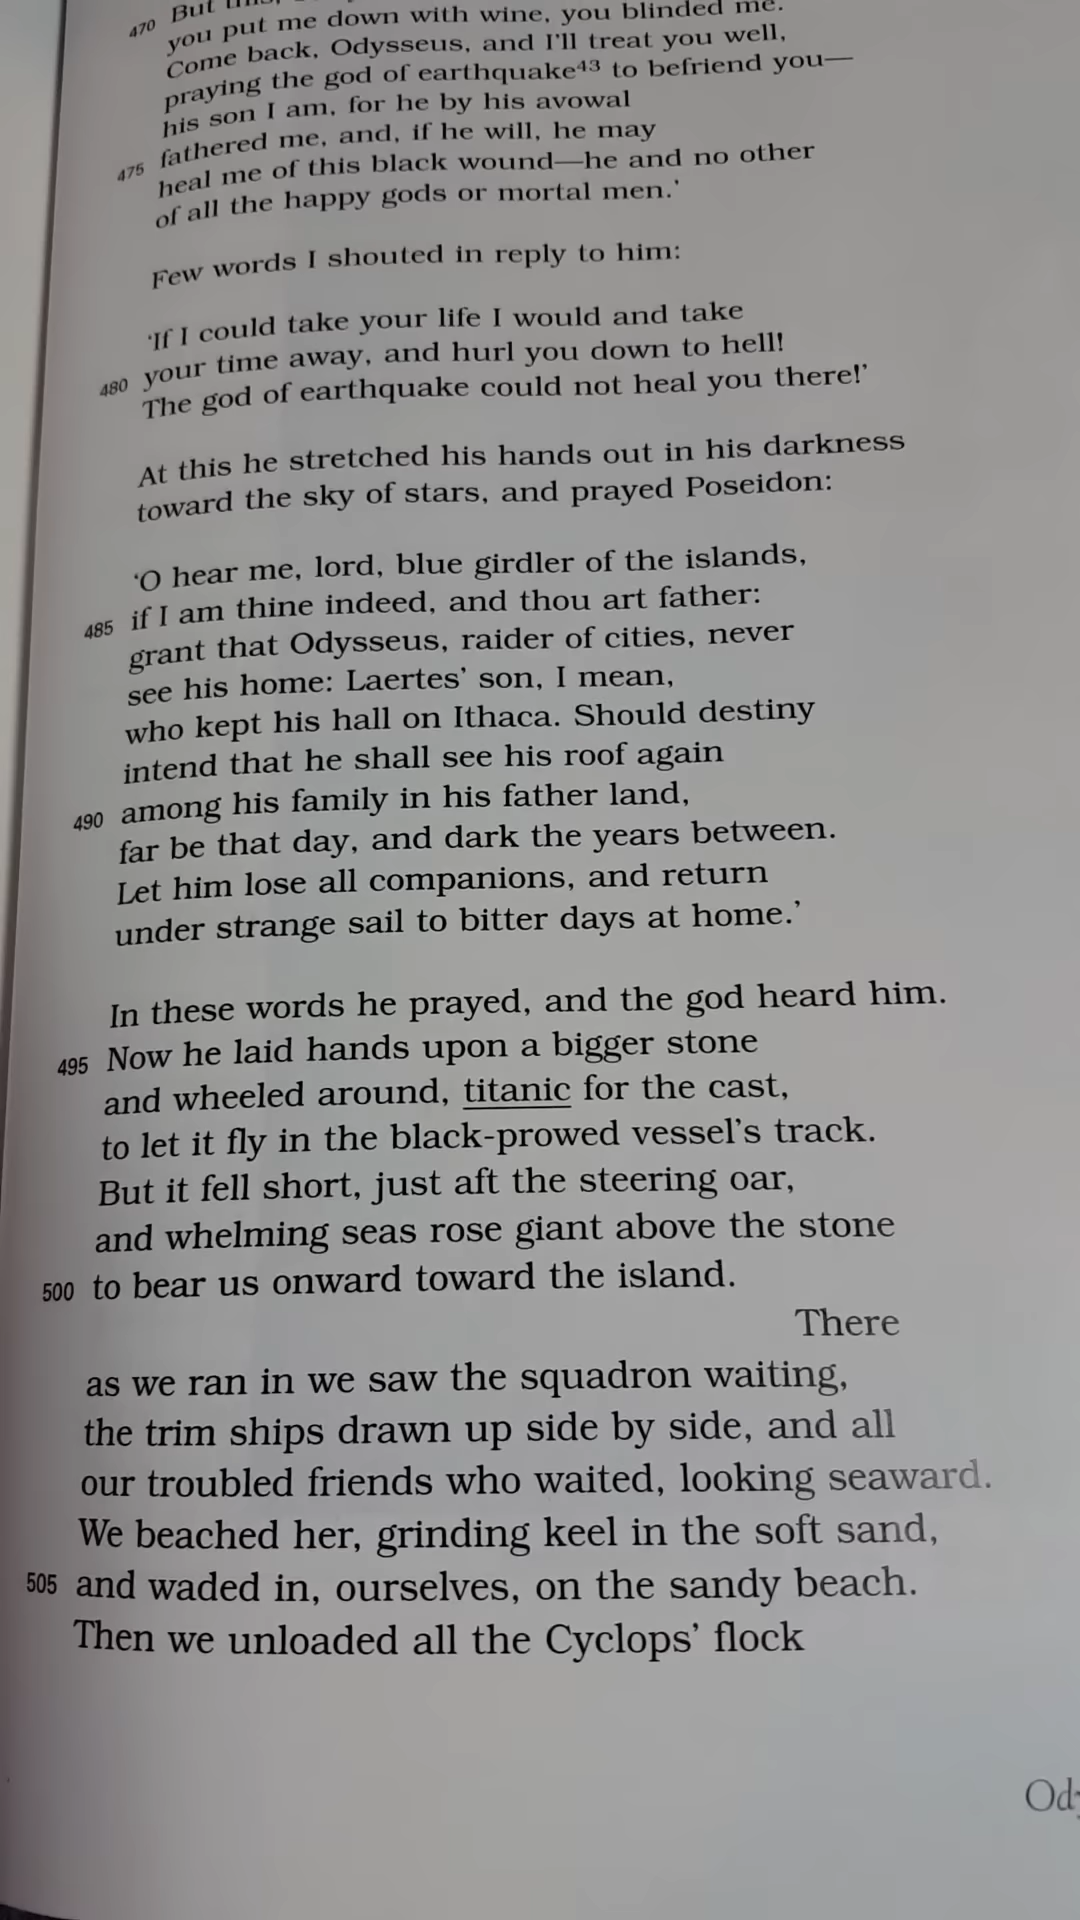 470 But
you put me down with wine, you blinded me.
Come back, Odysseus, and I'll treat you well,
praying the god of earthquake43 to befriend you—
his son I am, for he by his avowal
475 fathered me, and, if he will, he may
heal me of this black wound—he and no other
of all the happy gods or mortal men.'
Few words I shouted in reply to him:
'If I could take your life I would and take
480 your time away, and hurl you down to hell!
The god of earthquake could not heal you there!'
At this he stretched his hands out in his darkness
toward the sky of stars, and prayed Poseidon:
'O hear me, lord, blue girdler of the islands,
485 if I am thine indeed, and thou art father:
grant that Odysseus, raider of cities, never
see his home: Laertes' son, I mean,
who kept his hall on Ithaca. Should destiny
intend that he shall see his roof again
490 among his family in his father land,
far be that day, and dark the years between.
Let him lose all companions, and return
under strange sail to bitter days at home.'
In these words he prayed, and the god heard him.
495 Now he laid hands upon a bigger stone
and wheeled around, titanic for the cast,
to let it fly in the black-prowed vessel's track.
But it fell short, just aft the steering oar,
and whelming seas rose giant above the stone
500 to bear us onward toward the island.
There
as we ran in we saw the squadron waiting,
the trim ships drawn up side by side, and all
our troubled friends who waited, looking seaward.
We beached her, grinding keel in the soft sand,
505 and waded in, ourselves, on the sandy beach.
Then we unloaded all the Cyclops' flock